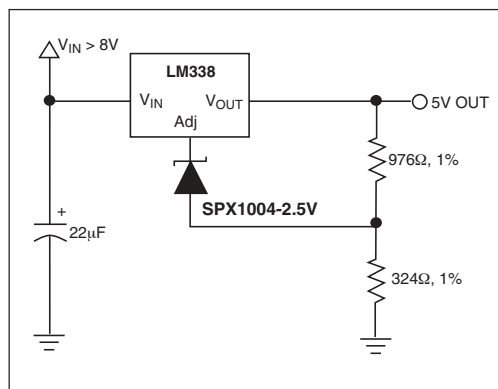 V_IN > 8V
LM338
V_IN V_OUT
Adj
5V OUT
976Ω, 1%
SPX1004-2.5V
+
22μF
324Ω, 1%